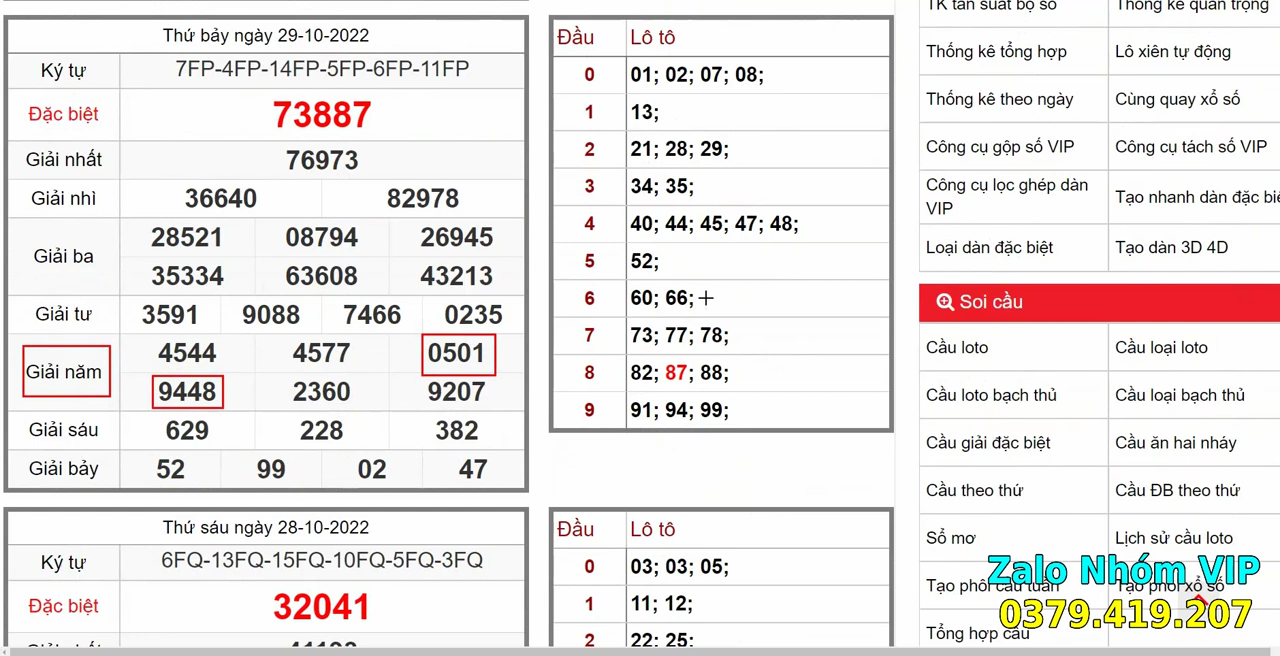 Thứ bảy ngày 29-10-2022
Ký tự 7FP-4FP-14FP-5FP-6FP-11FP
Đặc biệt 73887
Giải nhất 76973
Giải nhì 36640 82978
Giải ba 28521 08794 26945
35334 63608 43213
Giải tư 3591 9088 7466 0235
Giải năm 4544 4577 0501
9448 2360 9207
Giải sáu 629 228 382
Giải bảy 52 99 02 47
Thứ sáu ngày 28-10-2022
Ký tự 6FQ-13FQ-15FQ-10FQ-5FQ-3FQ
Đặc biệt 32041
Đầu Lô tô
0 01; 02; 07; 08;
1 13;
2 21; 28; 29;
3 34; 35;
4 40; 44; 45; 47; 48;
5 52;
6 60; 66;
7 73; 77; 78;
8 82; 87; 88;
9 91; 94; 99;
Đầu Lô tô
0 03; 03; 05;
1 11; 12;
2 22; 25;
TK tần suất bộ số Thống kê quan trọng
Thống kê tổng hợp Lô xiên tự động
Thống kê theo ngày Cùng quay xổ số
Công cụ gộp số VIP Công cụ tách số VIP
Công cụ lọc ghép dàn VIP Tạo nhanh dàn đặc biệ
Loại dàn đặc biệt Tạo dàn 3D 4D
Soi cầu
Cầu loto Cầu loại loto
Cầu loto bạch thủ Cầu loại bạch thủ
Cầu giải đặc biệt Cầu ăn hai nháy
Cầu theo thứ Cầu ĐB theo thứ
Sổ mơ Lịch sử cầu loto
Tạo phôi cầu tuần Tạo phôi xổ số
Tổng hợp cầu
Zalo Nhóm VIP
0379.419.207